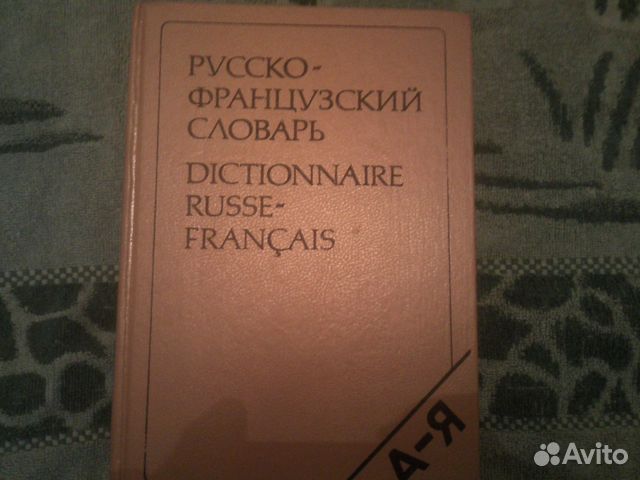 РУССКО-
ФРАНЦУЗСКИЙ
СЛОВАРЬ
DICTIONNAIRE
RUSSE-
FRANÇAIS
А-Я
Avito